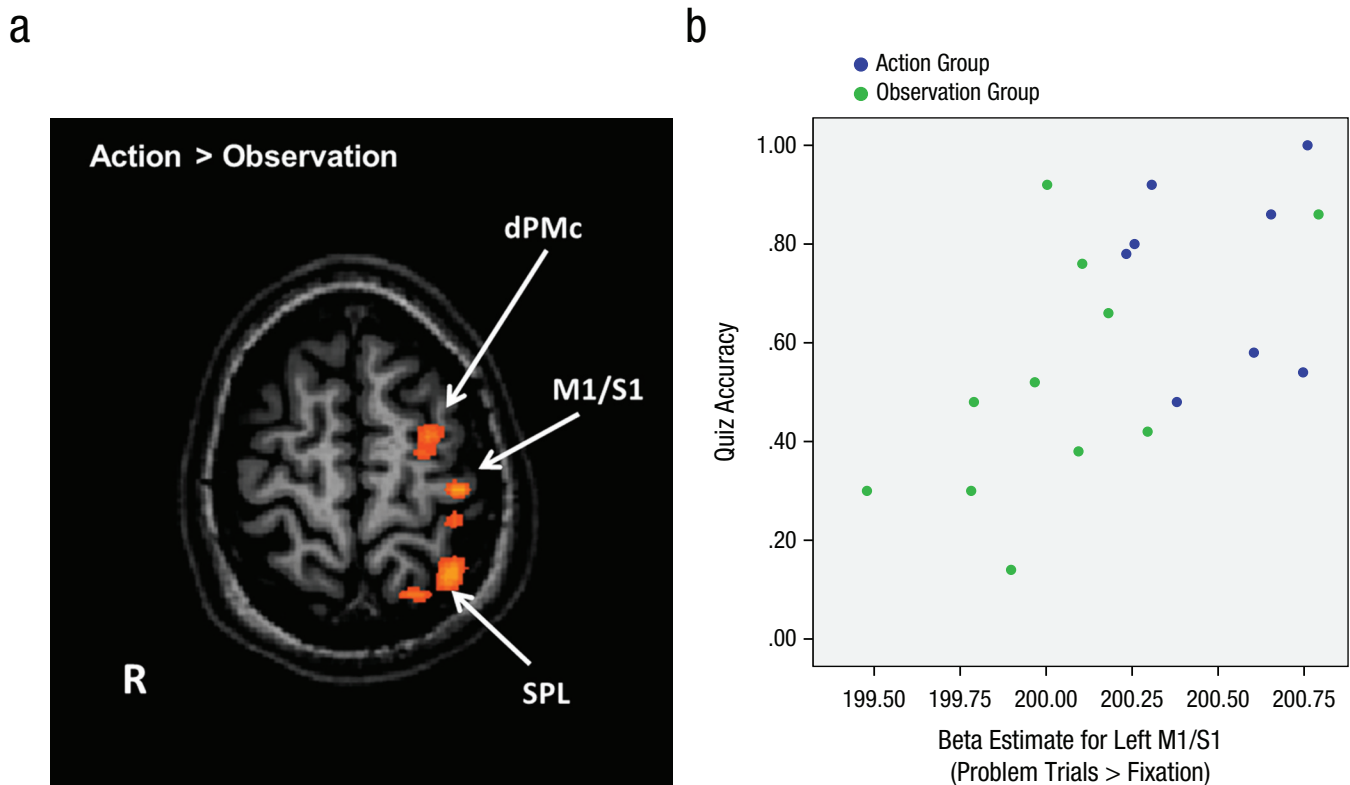 a
Action > Observation
dPMc
M1/S1
SPL
R
b
Action Group
Observation Group
Quiz Accuracy
1.00
.80
.60
.40
.20
.00
199.50 199.75 200.00 200.25 200.50 200.75
Beta Estimate for Left M1/S1
(Problem Trials > Fixation)